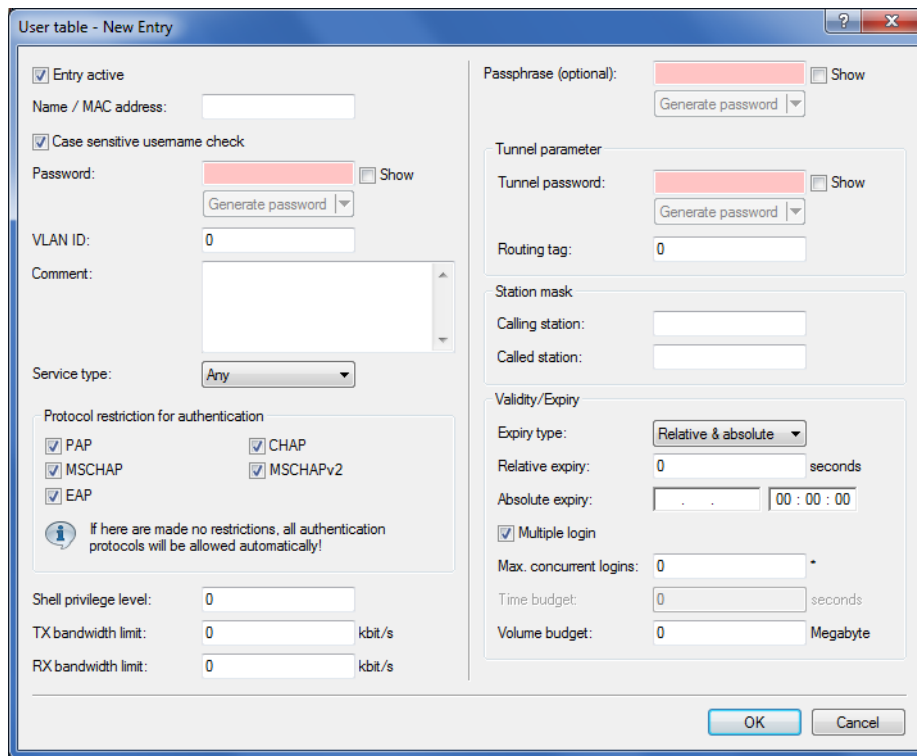 User table - New Entry
Entry active
Name / MAC address:
Case sensitive username check
Password:
Show
Generate password
VLAN ID:
0
Comment:
Service type:
Any
Protocol restriction for authentication
PAP
CHAP
MSCHAP
MSCHAPv2
EAP
If here are made no restrictions, all authentication
protocols will be allowed automatically!
Shell privilege level:
0
TX bandwidth limit:
0
kbit/s
RX bandwidth limit:
0
kbit/s
Passphrase (optional):
Show
Generate password
Tunnel parameter
Tunnel password:
Show
Generate password
Routing tag:
0
Station mask
Calling station:
Called station:
Validity/Expiry
Expiry type:
Relative & absolute
Relative expiry:
0
seconds
Absolute expiry:
. .
00 : 00 : 00
Multiple login
Max. concurrent logins:
0
*
Time budget:
0
seconds
Volume budget:
0
Megabyte
OK
Cancel